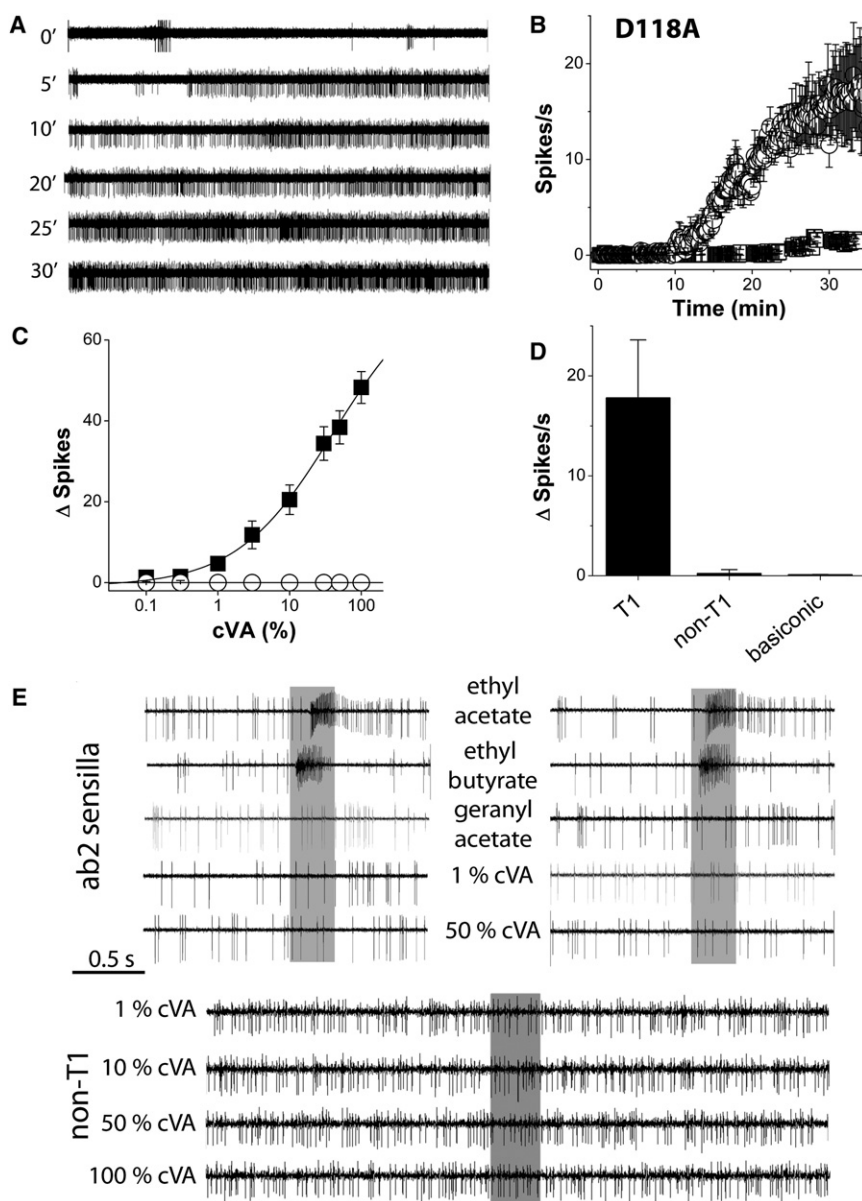 A
0′
5′
10′
20′
25′
30′
B
D118A
Spikes/s
20
10
0
0
10
20
30
Time (min)
C
Δ Spikes
60
40
20
0
0.1
1
10
100
cVA (%)
D
Δ Spikes/s
20
10
0
T1
non-T1
basiconic
E
ab2 sensilla
ethyl
acetate
ethyl
butyrate
geranyl
acetate
1 % cVA
50 % cVA
0.5 s
non-T1
1 % cVA
10 % cVA
50 % cVA
100 % cVA